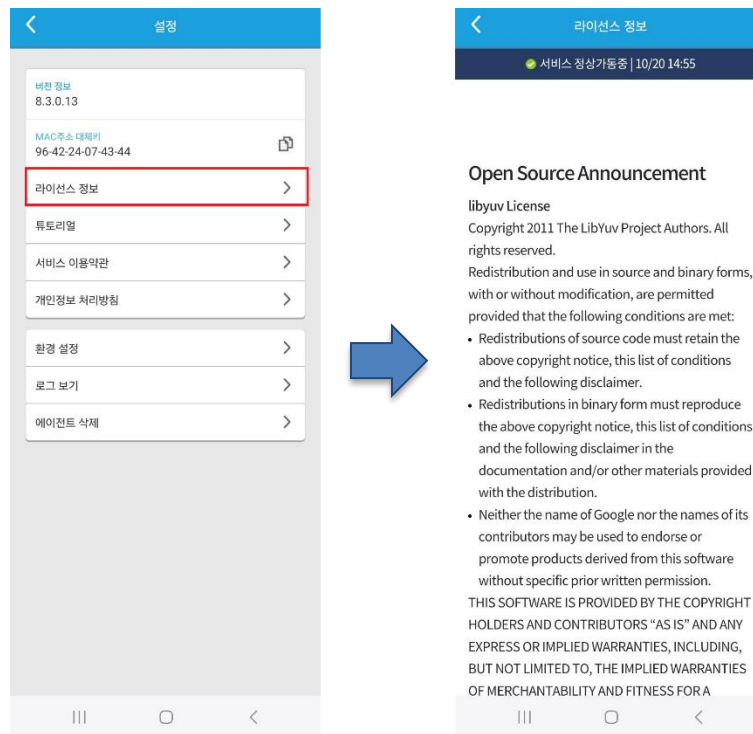 설정
버전 정보
8.3.0.13
MAC주소 대체키
96-42-24-07-43-44
라이선스 정보
튜토리얼
서비스 이용약관
개인정보 처리방침
환경 설정
로그 보기
에이전트 삭제
라이선스 정보
서비스 정상가동중 | 10/20 14:55
Open Source Announcement
libyuv License
Copyright 2011 The LibYuv Project Authors. All
rights reserved.
Redistribution and use in source and binary forms,
with or without modification, are permitted
provided that the following conditions are met:
• Redistributions of source code must retain the
above copyright notice, this list of conditions
and the following disclaimer.
• Redistributions in binary form must reproduce
the above copyright notice, this list of conditions
and the following disclaimer in the
documentation and/or other materials provided
with the distribution.
• Neither the name of Google nor the names of its
contributors may be used to endorse or
promote products derived from this software
without specific prior written permission.
THIS SOFTWARE IS PROVIDED BY THE COPYRIGHT
HOLDERS AND CONTRIBUTORS “AS IS” AND ANY
EXPRESS OR IMPLIED WARRANTIES, INCLUDING,
BUT NOT LIMITED TO, THE IMPLIED WARRANTIES
OF MERCHANTABILITY AND FITNESS FOR A